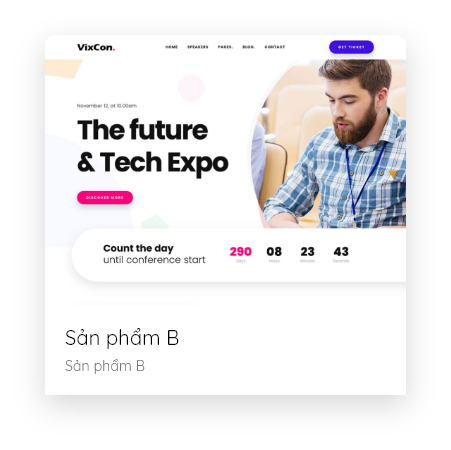 VixCon.
HOME SPEAKERS PAGES. BLOG. CONTACT GET TICKET
November 12, at 10.00am
The future
& Tech Expo
DISCOVER MORE
Count the day
until conference start
290 08 23 43
Days Hours Minutes Seconds
Sản phẩm B
Sản phẩm B